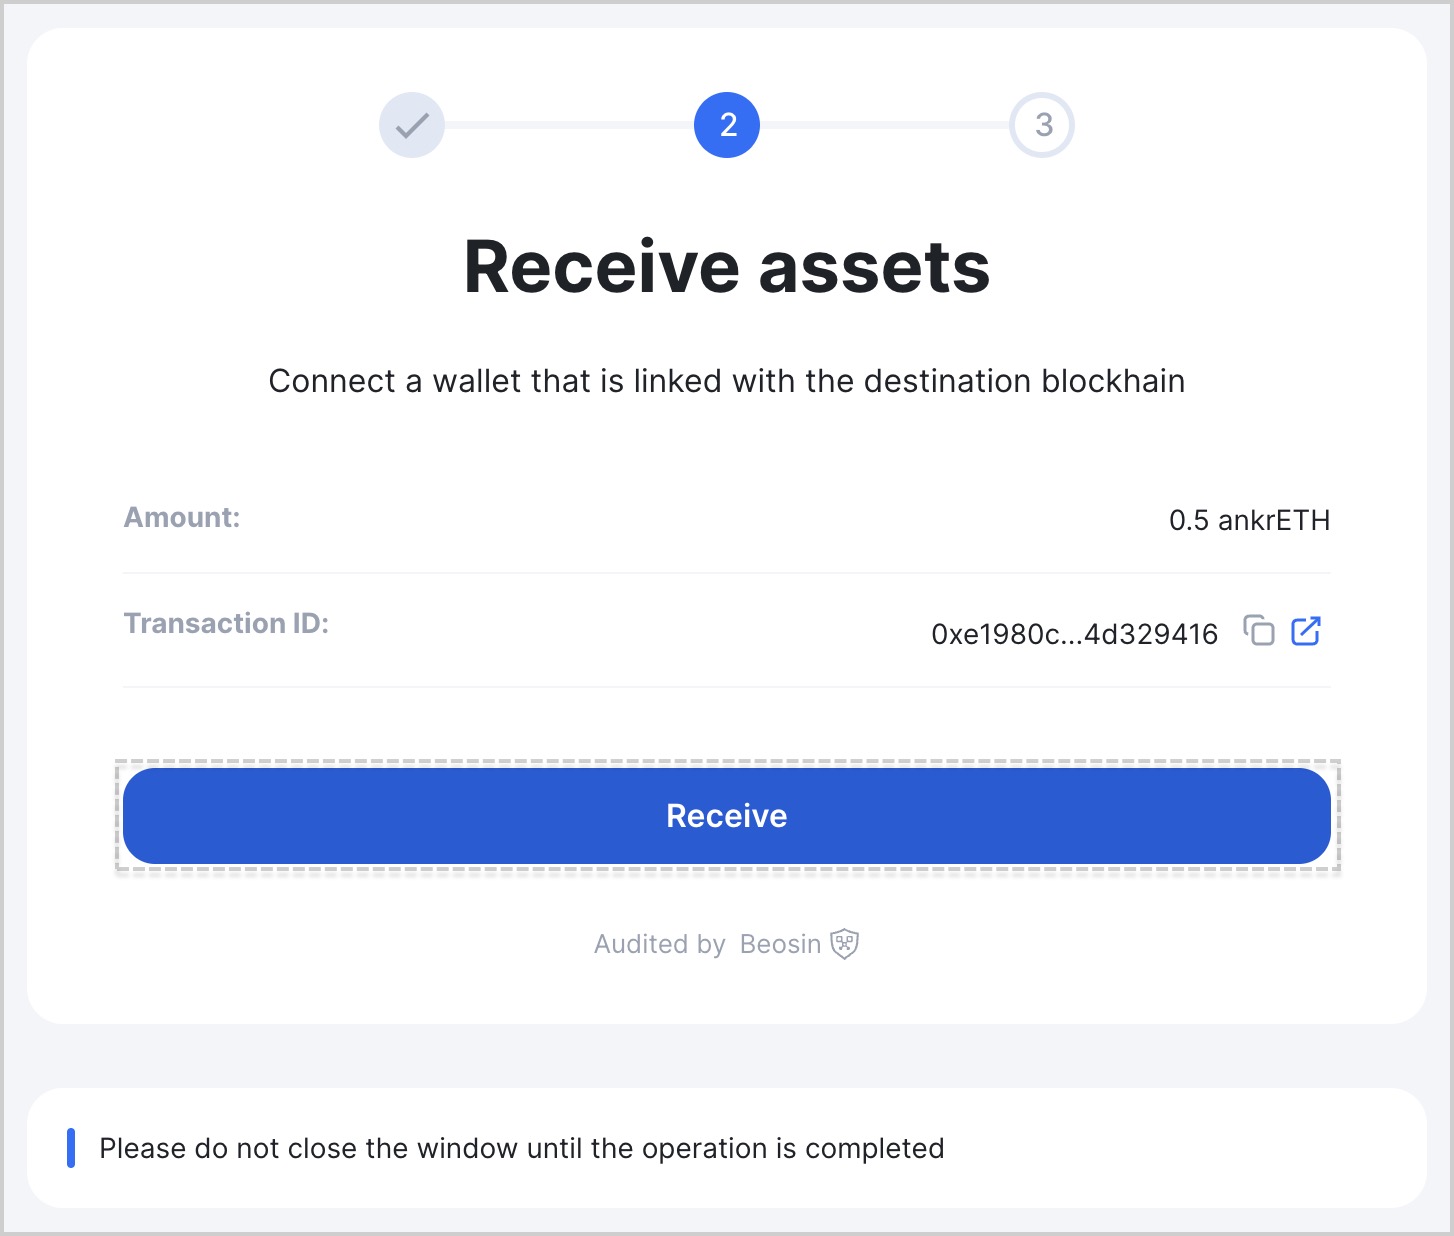 2
3
Receive assets
Connect a wallet that is linked with the destination blockhain
Amount:
0.5 ankrETH
Transaction ID:
0xe1980c...4d329416
Receive
Audited by Beosin
Please do not close the window until the operation is completed